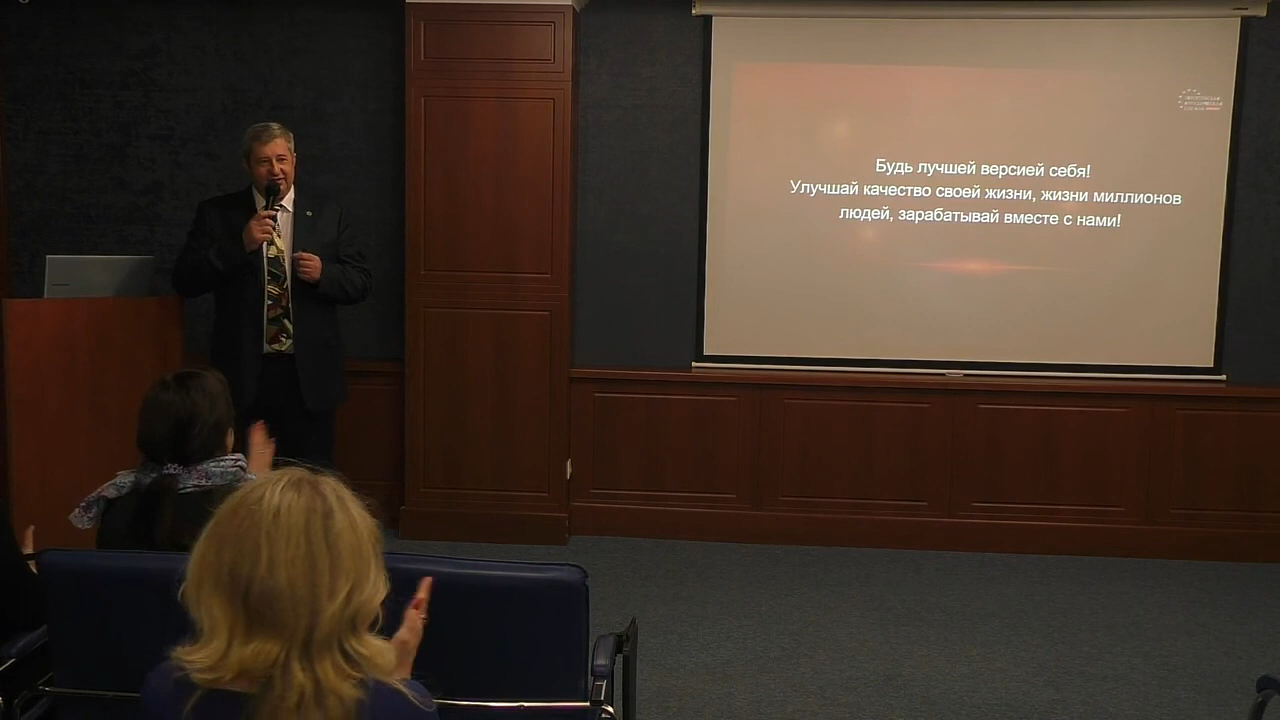 Будь лучшей версией себя!
Улучшай качество своей жизни, жизни миллионов
людей, зарабатывай вместе с нами!